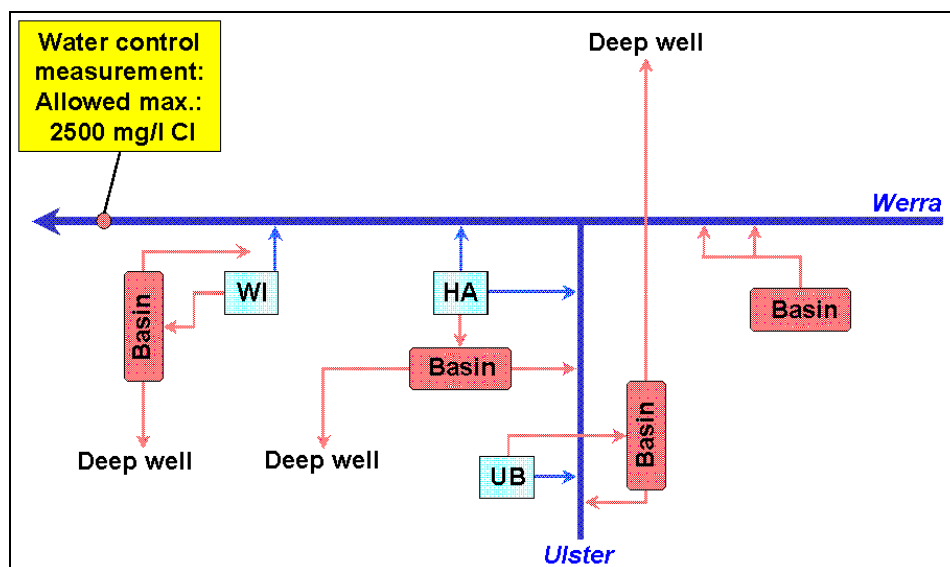 Water control
measurement:
Allowed max.:
2500 mg/l Cl
Deep well
Werra
Basin
WI
HA
Basin
Basin
Basin
Deep well
Deep well
UB
Ulster